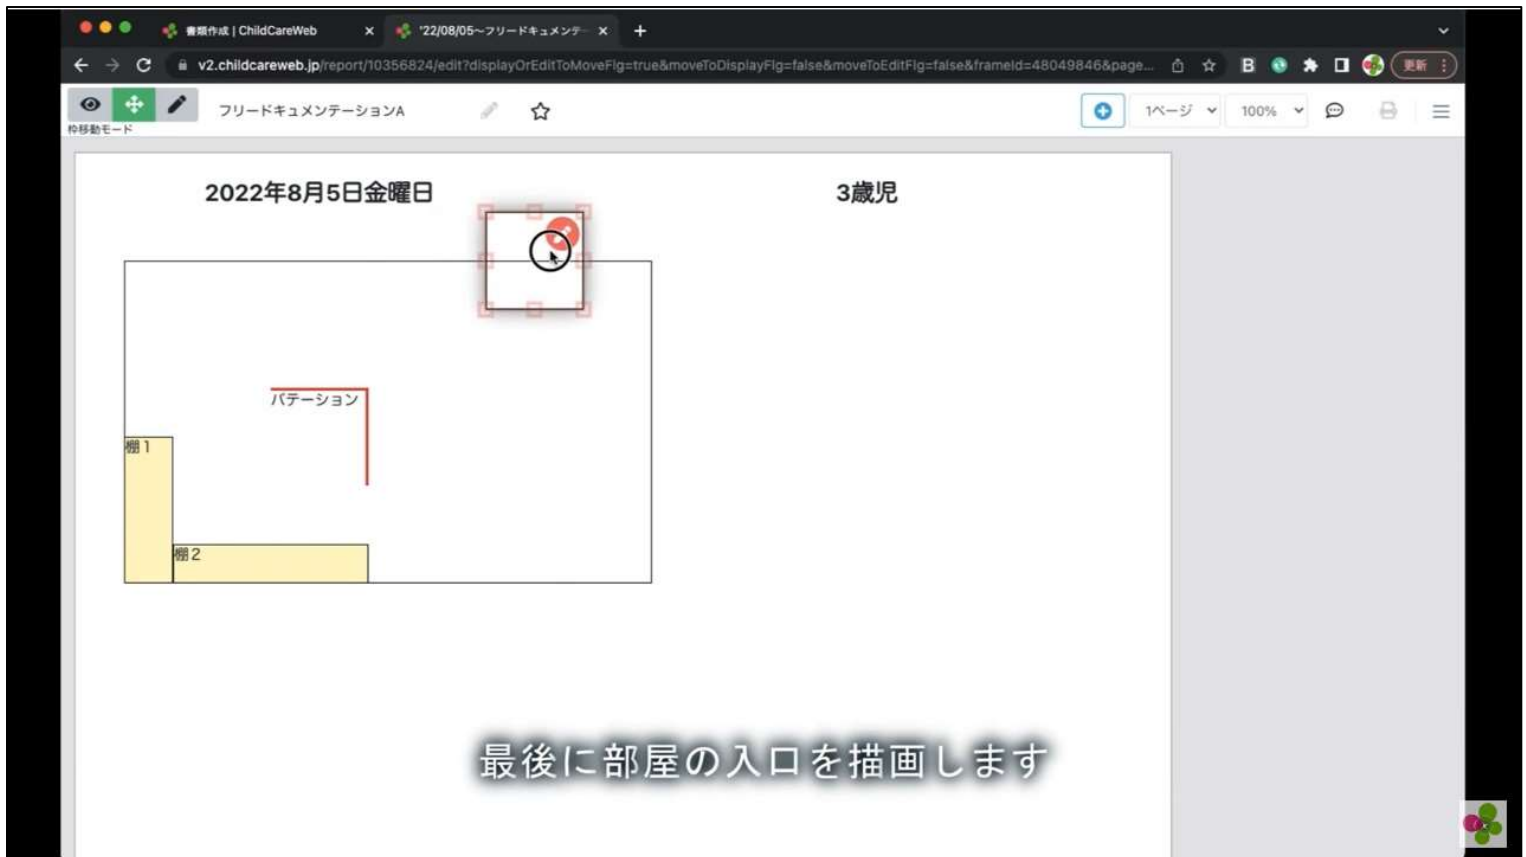 書類作成 | ChildCareWeb
'22/08/05~フリードキュメンテー
v2.childcareweb.jp/report/10356824/edit?displayOrEditToMoveFlg=true&moveToDisplayFlg=false&moveToEditFlg=false&frameId=48049846&page...
B
更新
フリードキュメンテーションA
1ページ
100%
枠移動モード
2022年8月5日金曜日
3歳児
パテーション
棚1
棚2
最後に部屋の入口を描画します